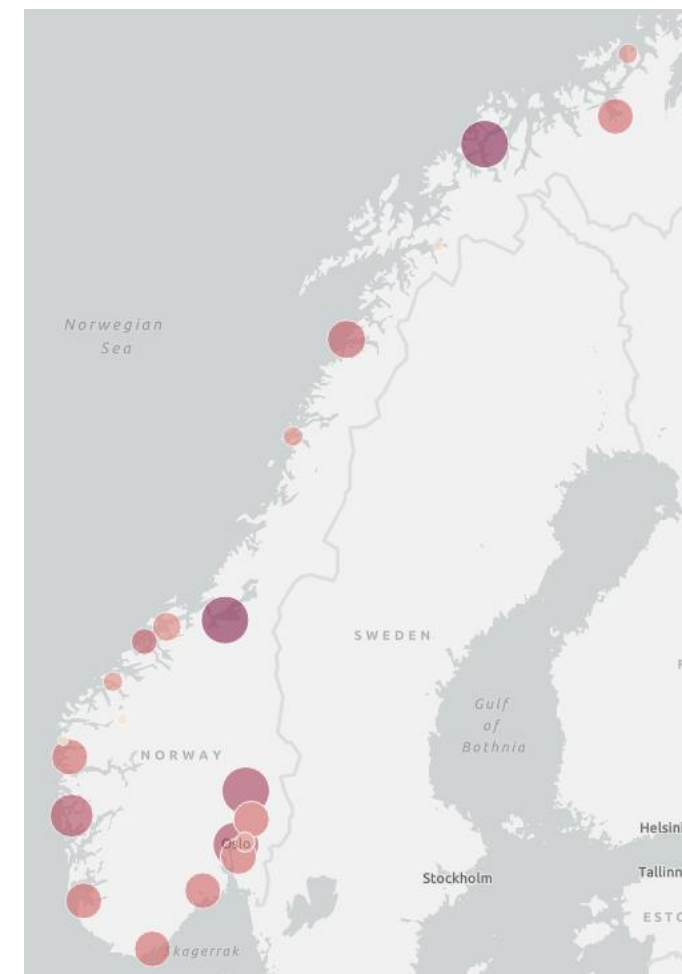 Norwegian
Sea
SWEDEN
Gulf
of
Bothnia
NORWAY
Helsin
Oslo
Stockholm
Tallinn
ESTO
kagerrak